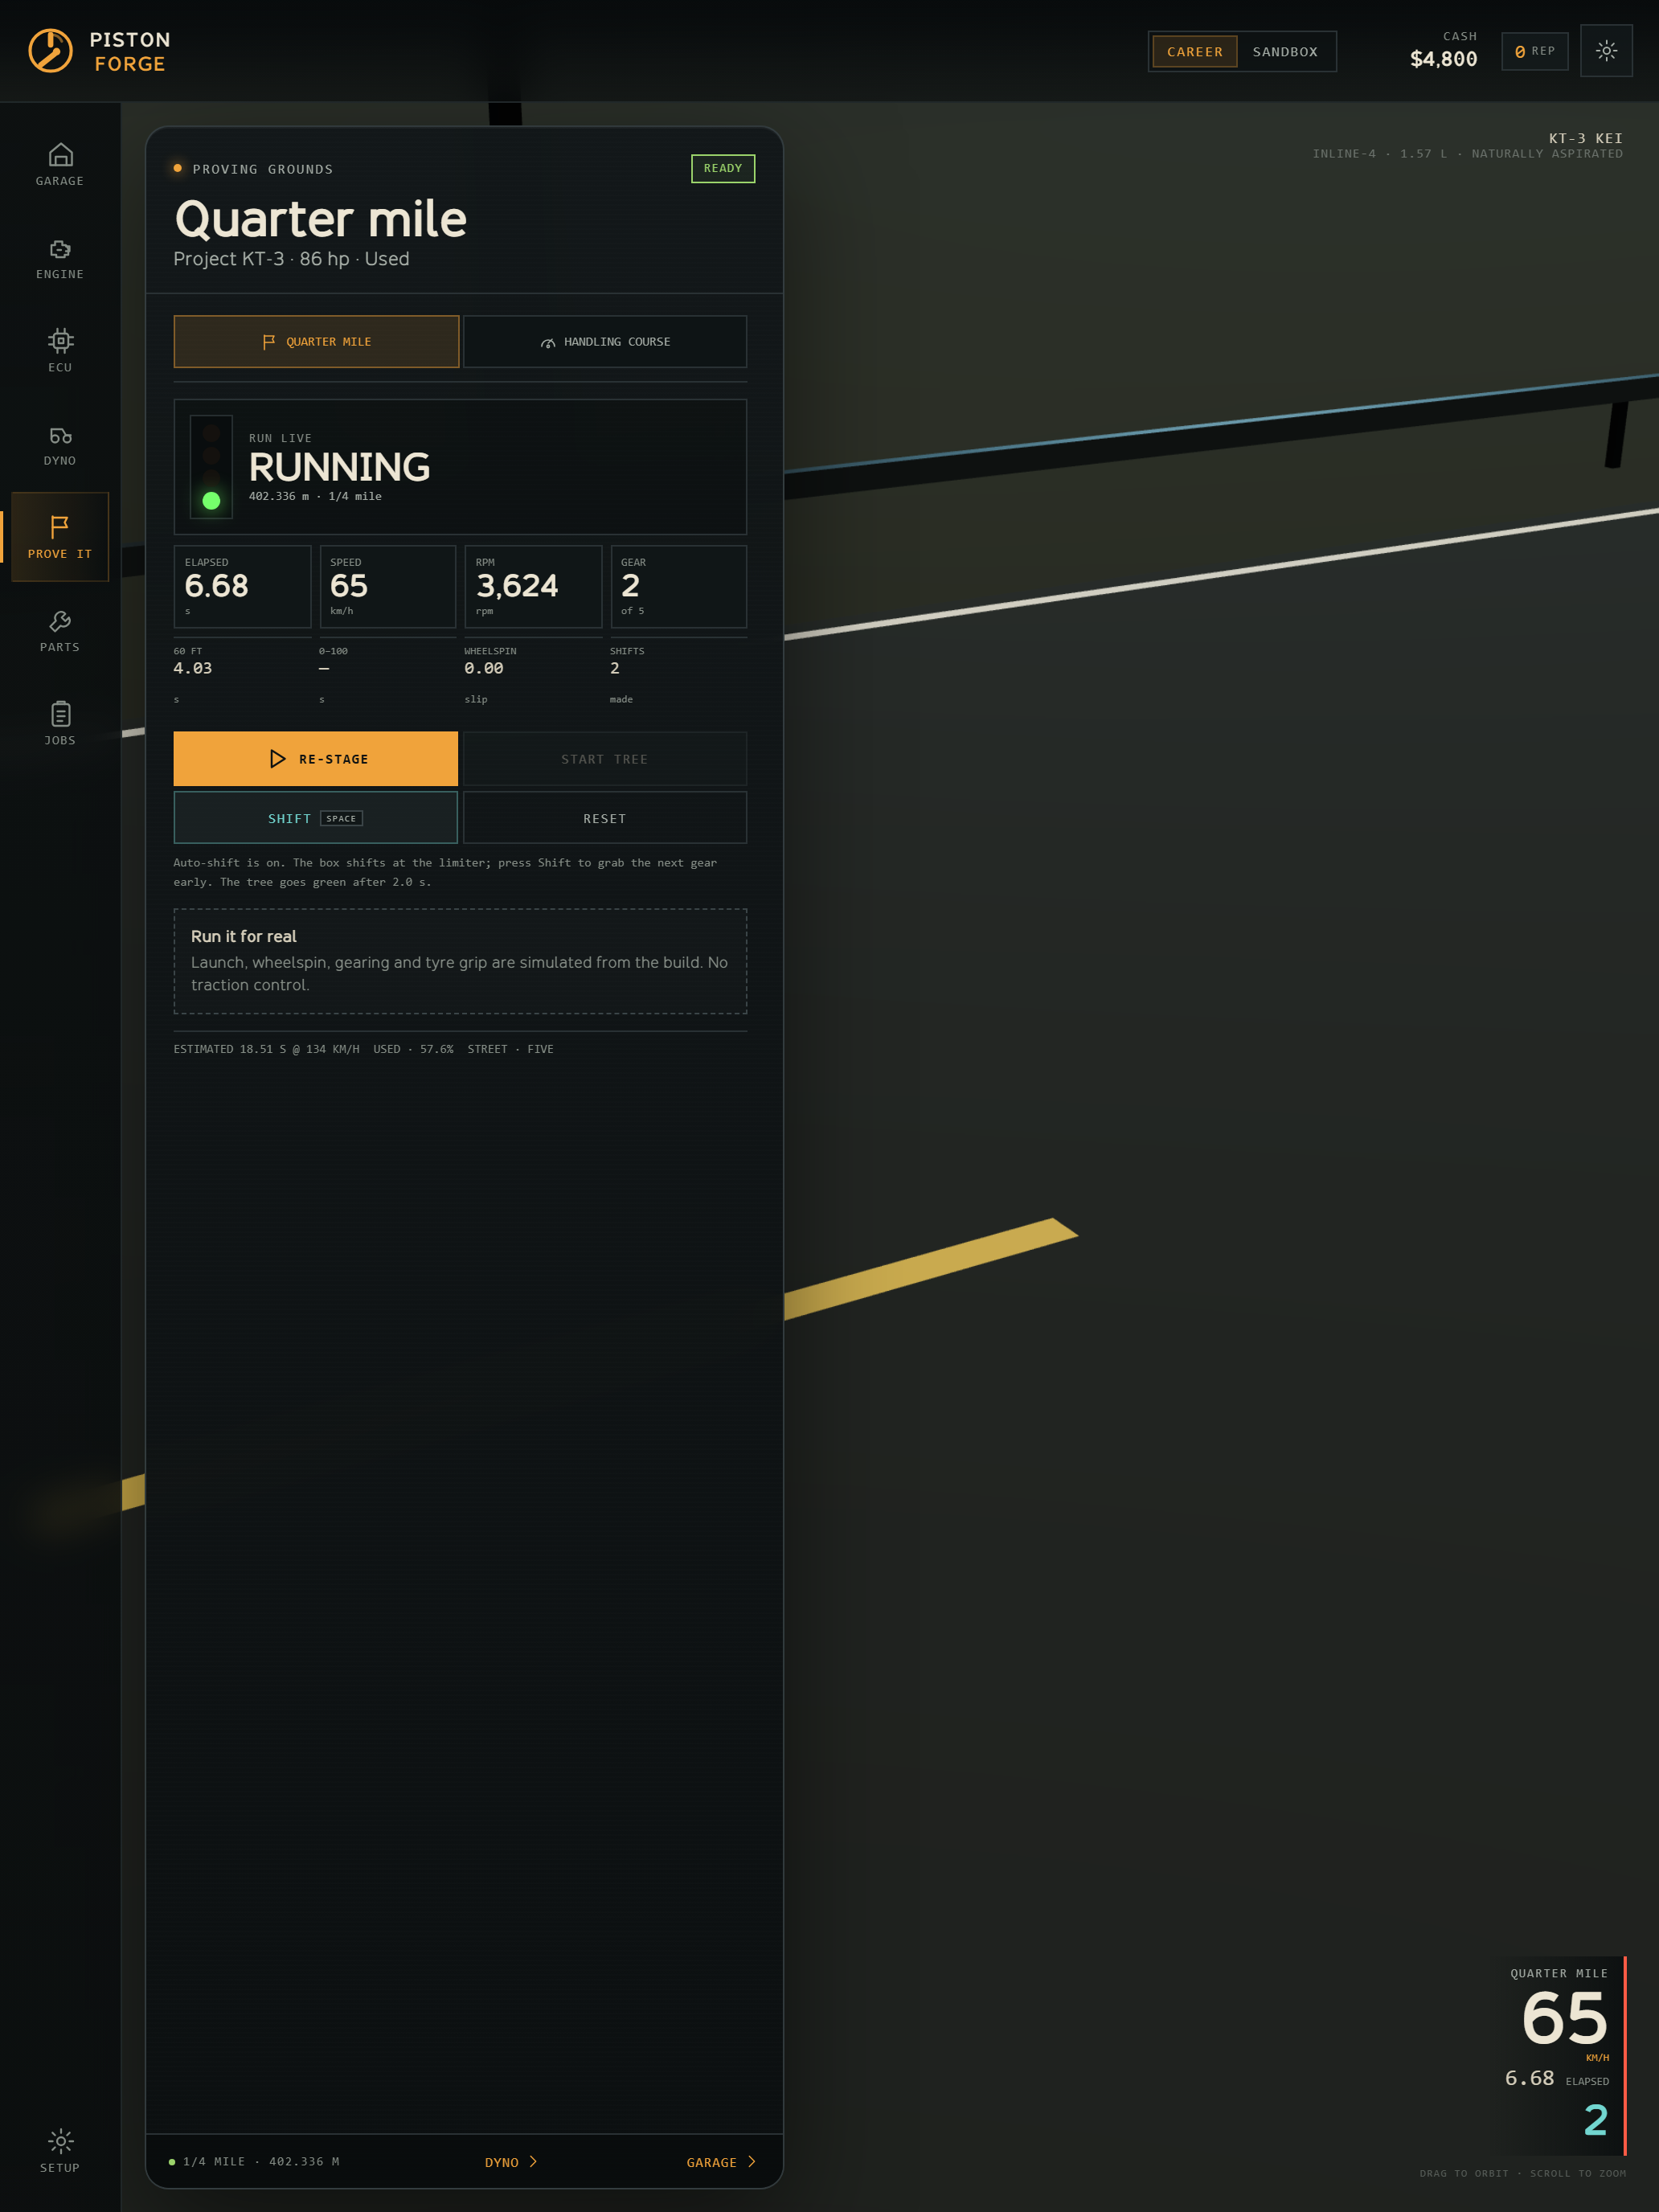 PISTON
FORGE
CAREER
SANDBOX
CASH
$4,800
0 REP
GARAGE
ENGINE
ECU
DYNO
PROVE IT
PARTS
JOBS
SETUP
KT-3 KEI
INLINE-4 · 1.57 L · NATURALLY ASPIRATED
PROVING GROUNDS
READY
Quarter mile
Project KT-3 · 86 hp · Used
QUARTER MILE
HANDLING COURSE
RUN LIVE
RUNNING
402.336 m · 1/4 mile
ELAPSED
6.68
s
SPEED
65
km/h
RPM
3,624
rpm
GEAR
2
of 5
60 FT
4.03
s
0–100
—
s
WHEELSPIN
0.00
slip
SHIFTS
2
made
RE-STAGE
START TREE
SHIFT SPACE
RESET
Auto-shift is on. The box shifts at the limiter; press Shift to grab the next gear
early. The tree goes green after 2.0 s.
Run it for real
Launch, wheelspin, gearing and tyre grip are simulated from the build. No
traction control.
ESTIMATED 18.51 S @ 134 KM/H USED · 57.6% STREET · FIVE
1/4 MILE · 402.336 M
DYNO
GARAGE
QUARTER MILE
65
KM/H
6.68 ELAPSED
2
DRAG TO ORBIT · SCROLL TO ZOOM